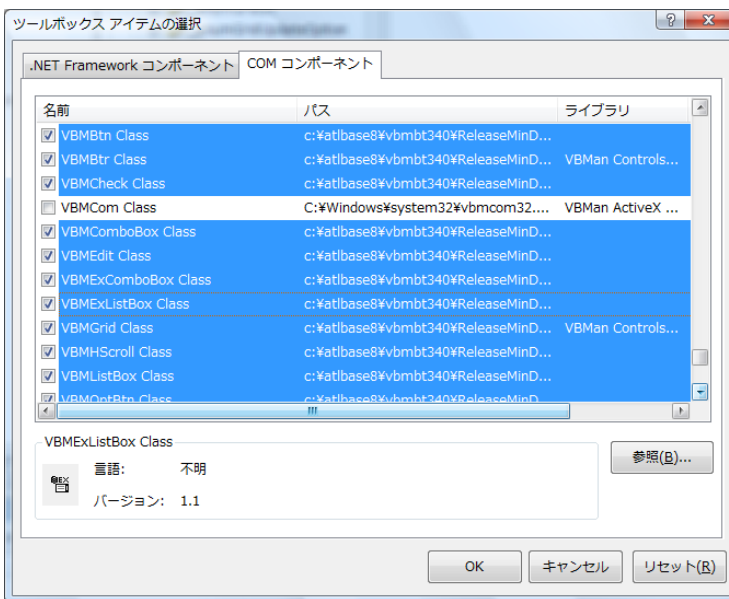 ツールボックス アイテムの選択
.NET Framework コンポーネント COM コンポーネント
名前 パス ライブラリ
VBMBtn Class c:¥atlbase8¥vbmbt340¥ReleaseMinD...
VBMBtr Class c:¥atlbase8¥vbmbt340¥ReleaseMinD... VBMan Controls...
VBMCheck Class c:¥atlbase8¥vbmbt340¥ReleaseMinD...
VBMCom Class C:¥Windows¥system32¥vbmcom32.... VBMan ActiveX ...
VBMComboBox Class c:¥atlbase8¥vbmbt340¥ReleaseMinD...
VBMEdit Class c:¥atlbase8¥vbmbt340¥ReleaseMinD...
VBMExComboBox Class c:¥atlbase8¥vbmbt340¥ReleaseMinD...
VBMExListBox Class c:¥atlbase8¥vbmbt340¥ReleaseMinD...
VBMGrid Class c:¥atlbase8¥vbmbt340¥ReleaseMinD... VBMan Controls...
VBMHScroll Class c:¥atlbase8¥vbmbt340¥ReleaseMinD...
VBMListBox Class c:¥atlbase8¥vbmbt340¥ReleaseMinD...
VBMOptBtn Class c:¥atlbase8¥vbmbt340¥ReleaseMinD...
VBMExListBox Class
言語: 不明
バージョン: 1.1
参照(B)...
OK キャンセル リセット(R)